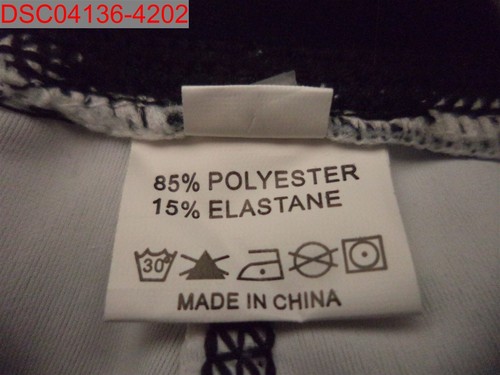 DSC04136-4202
85% POLYESTER
15% ELASTANE
30°
MADE IN CHINA